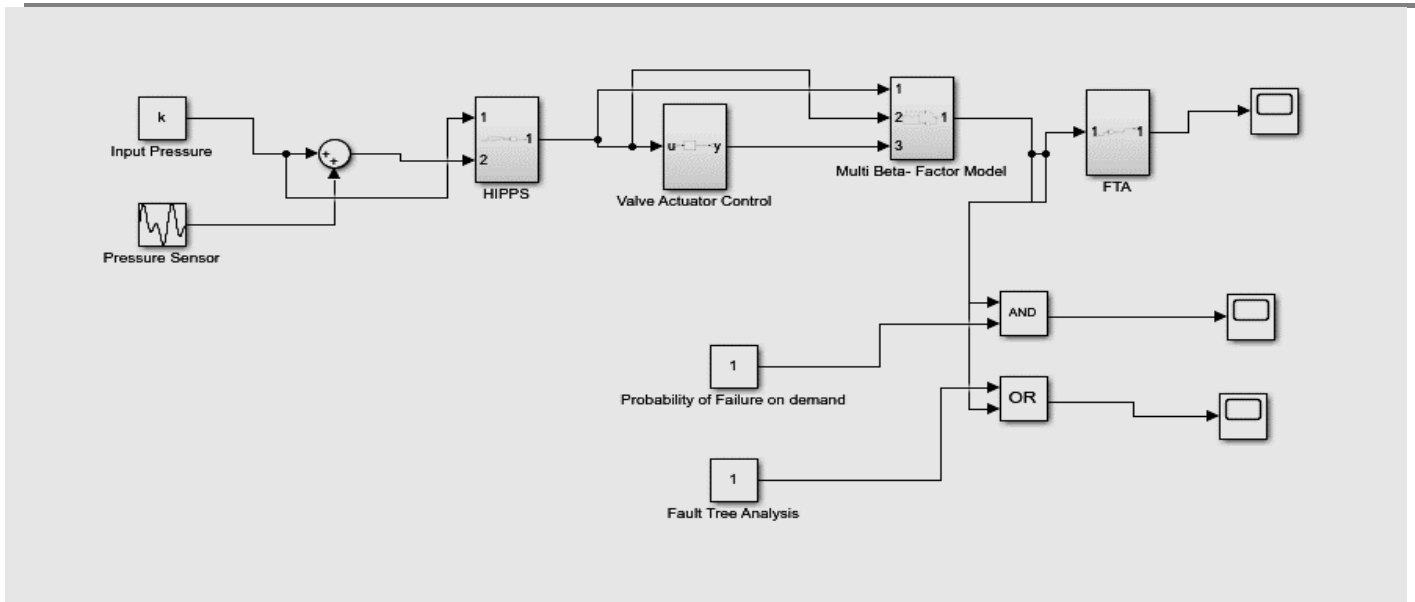 k
Input Pressure
+
+
Pressure Sensor
1
2
1
HIPPS
u
y
Valve Actuator Control
1
2
3
1
Multi Beta- Factor Model
1
1
FTA
AND
1
Probability of Failure on demand
OR
1
Fault Tree Analysis